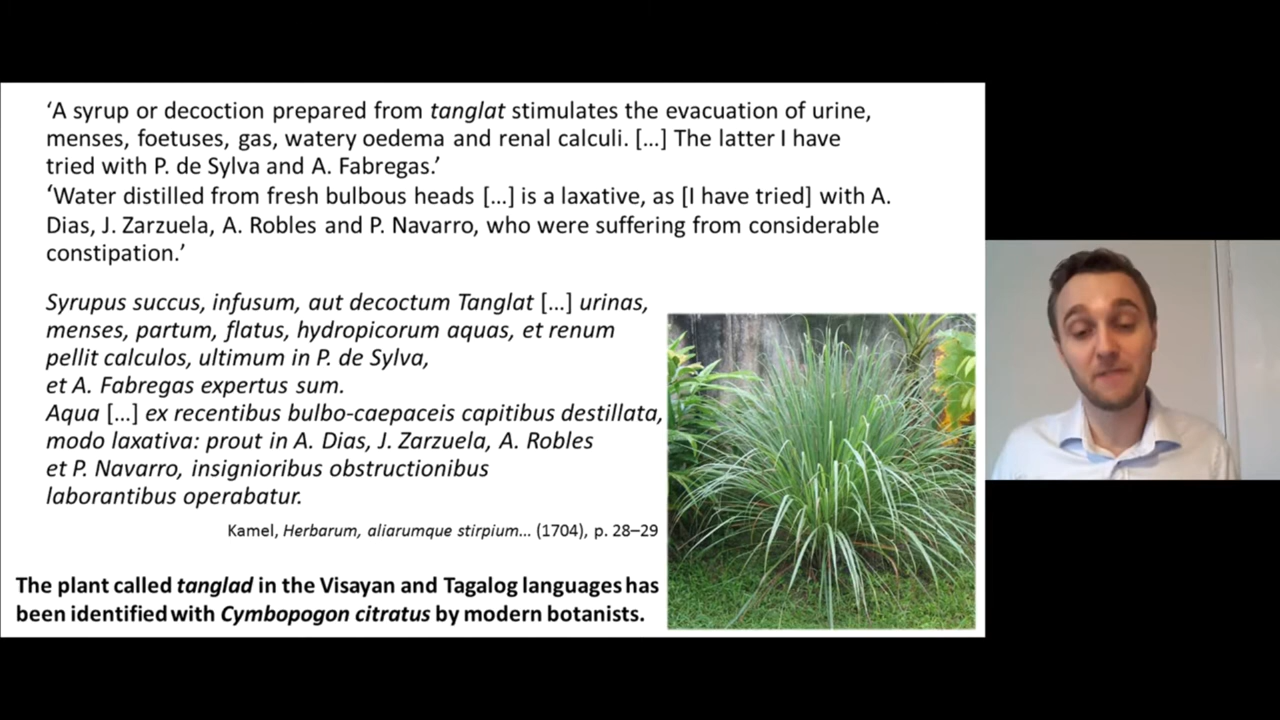 ‘A syrup or decoction prepared from tanglat stimulates the evacuation of urine,
menses, foetuses, gas, watery oedema and renal calculi. […] The latter I have
tried with P. de Sylva and A. Fabregas.’
‘Water distilled from fresh bulbous heads […] is a laxative, as [I have tried] with A.
Dias, J. Zarzuela, A. Robles and P. Navarro, who were suffering from considerable
constipation.’
Syrupus succus, infusum, aut decoctum Tanglat […] urinas,
menses, partum, flatus, hydropicorum aquas, et renum
pellit calculos, ultimum in P. de Sylva,
et A. Fabregas expertus sum.
Aqua […] ex recentibus bulbo-caepaceis capitibus destillata,
modo laxativa: prout in A. Dias, J. Zarzuela, A. Robles
et P. Navarro, insignioribus obstructionibus
laborantibus operabatur.
Kamel, Herbarum, aliarumque stirpium… (1704), p. 28–29
The plant called tanglad in the Visayan and Tagalog languages has
been identified with Cymbopogon citratus by modern botanists.